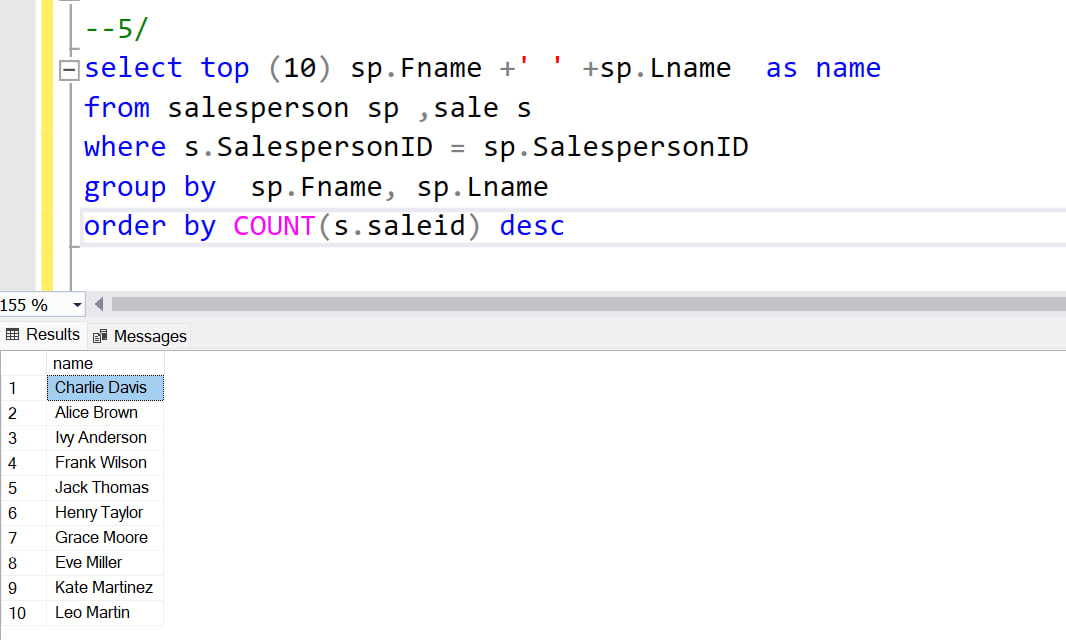 --5/
select top (10) sp.Fname +' ' +sp.Lname  as name
from salesperson sp ,sale s
where s.SalespersonID = sp.SalespersonID
group by  sp.Fname, sp.Lname
order by COUNT(s.saleid) desc
155 %
Results Messages
name
1 Charlie Davis
2 Alice Brown
3 Ivy Anderson
4 Frank Wilson
5 Jack Thomas
6 Henry Taylor
7 Grace Moore
8 Eve Miller
9 Kate Martinez
10 Leo Martin